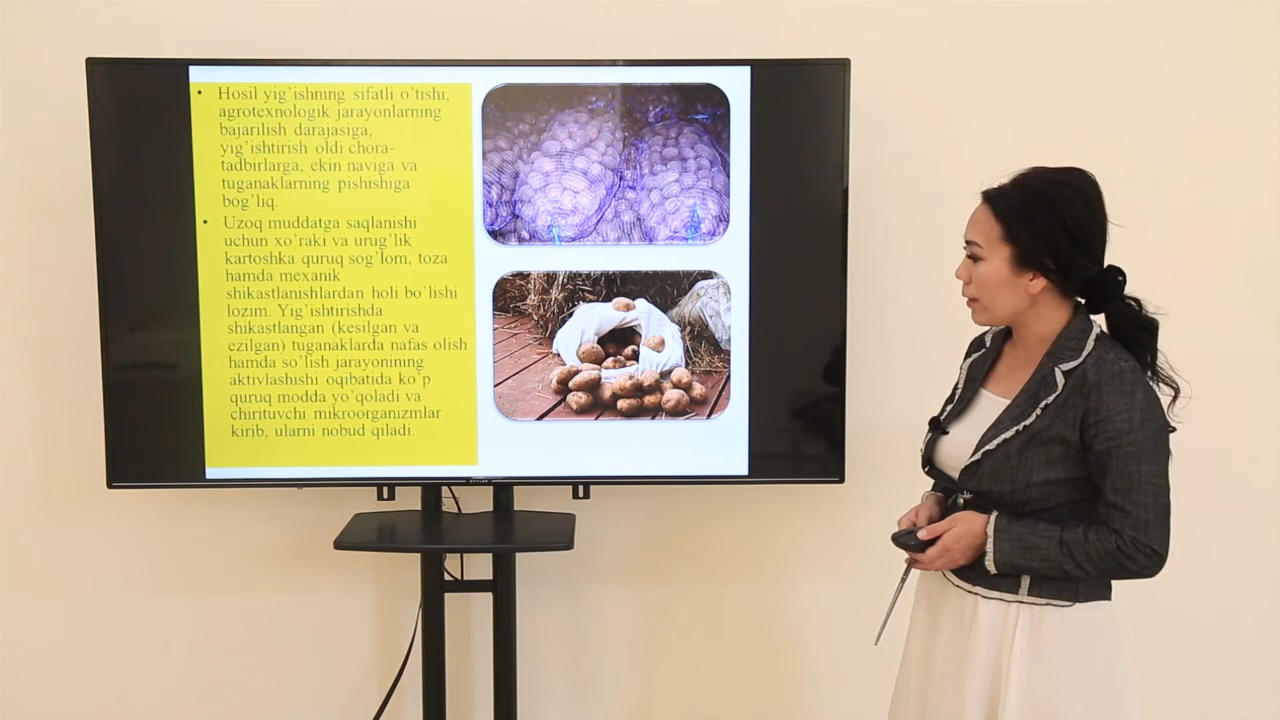 • Hosil yig'ishning sifatli o'tishi,
agrotexnologik jarayonlarning
bajarilish darajasiga,
yig'ishtirish oldi chora-
tadbirlarga, ekin naviga va
tuganaklarning pishishiga
bog'liq.
• Uzoq muddatga saqlanishi
uchun xo'raki va urug'lik
kartoshka quruq sog'lom, toza
hamda mexanik
shikastlanishlardan holi bo'lishi
lozim. Yig'ishtirishda
shikastlangan (kesilgan va
ezilgan) tuganaklarda nafas olish
hamda so'lish jarayonining
aktivlashishi oqibatida ko'p
quruq modda yo'qoladi va
chirituvchi mikroorganizmlar
kirib, ularni nobud qiladi.